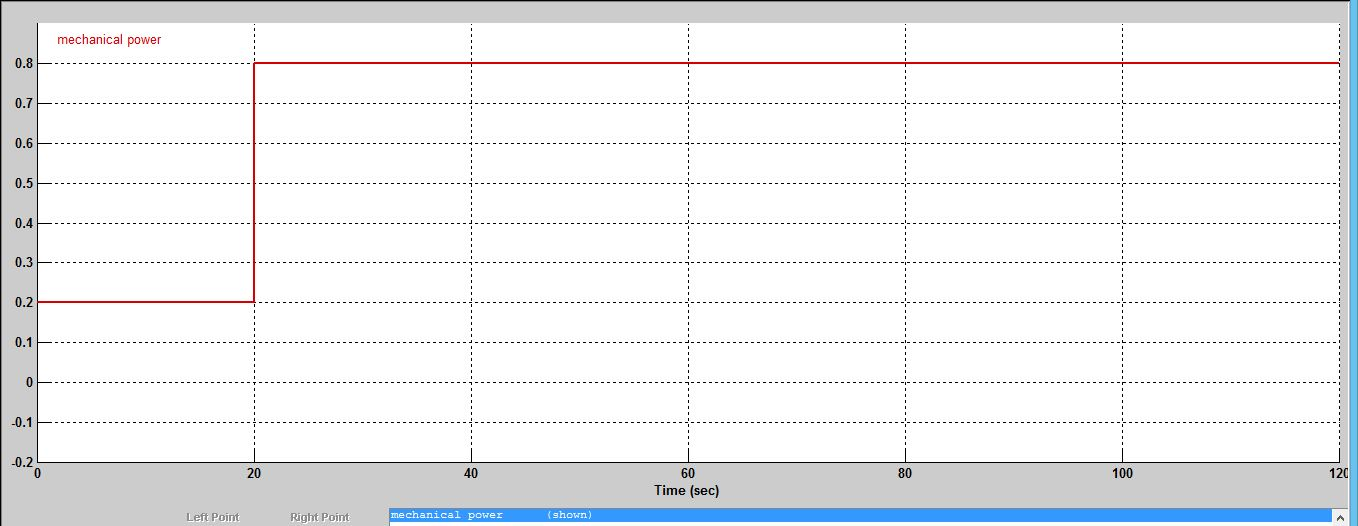 mechanical power
0.8
0.7
0.6
0.5
0.4
0.3
0.2
0.1
0
-0.1
-0.2
0 20 40 60 80 100 120
Time (sec)
Left Point Right Point mechanical power (shown)